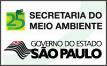 25
SECRETARIA DO
MEIO AMBIENTE
GOVERNO DO ESTADO
SÃO PAULO